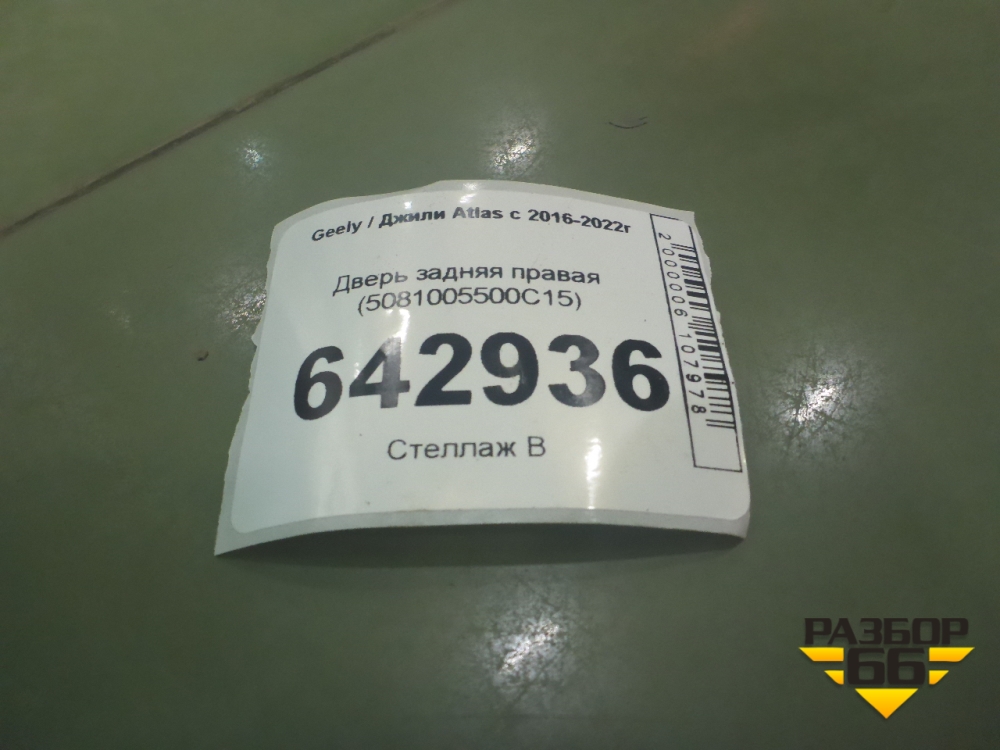 Geely / Джили Atlas с 2016-2022г
Дверь задняя правая
(5081005500C15)
642936
Стеллаж В
2000006107978
РАЗБОР
66